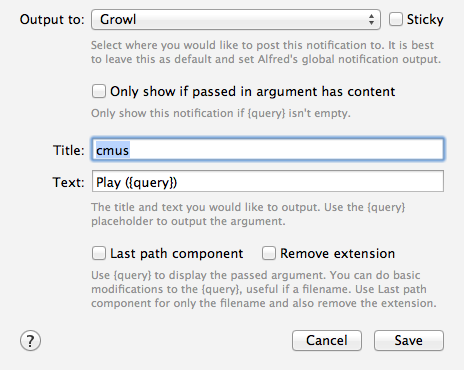 Output to: Growl Sticky
Select where you would like to post this notification to. It is best
to leave this as default and set Alfred's global notification output.
Only show if passed in argument has content
Only show this notification if {query} isn't empty.
Title: cmus
Text: Play ({query})
The title and text you would like to output. Use the {query}
placeholder to output the argument.
Last path component Remove extension
Use {query} to display the passed argument. You can do basic
modifications to the {query}, useful if a filename. Use Last path
component for only the filename and also remove the extension.
? Cancel Save